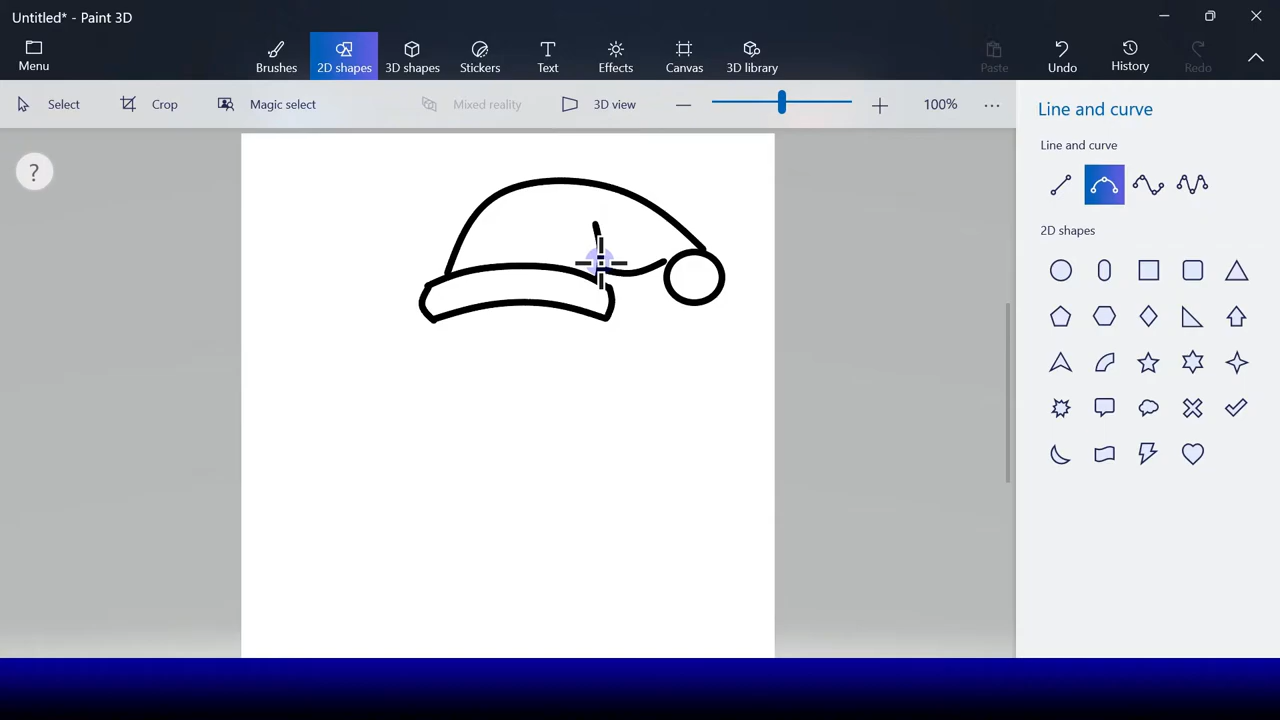 Untitled* - Paint 3D
Menu
Brushes
2D shapes
3D shapes
Stickers
Text
Effects
Canvas
3D library
Paste
Undo
History
Redo
Select
Crop
Magic select
Mixed reality
3D view
100%
?
Line and curve
Line and curve
2D shapes